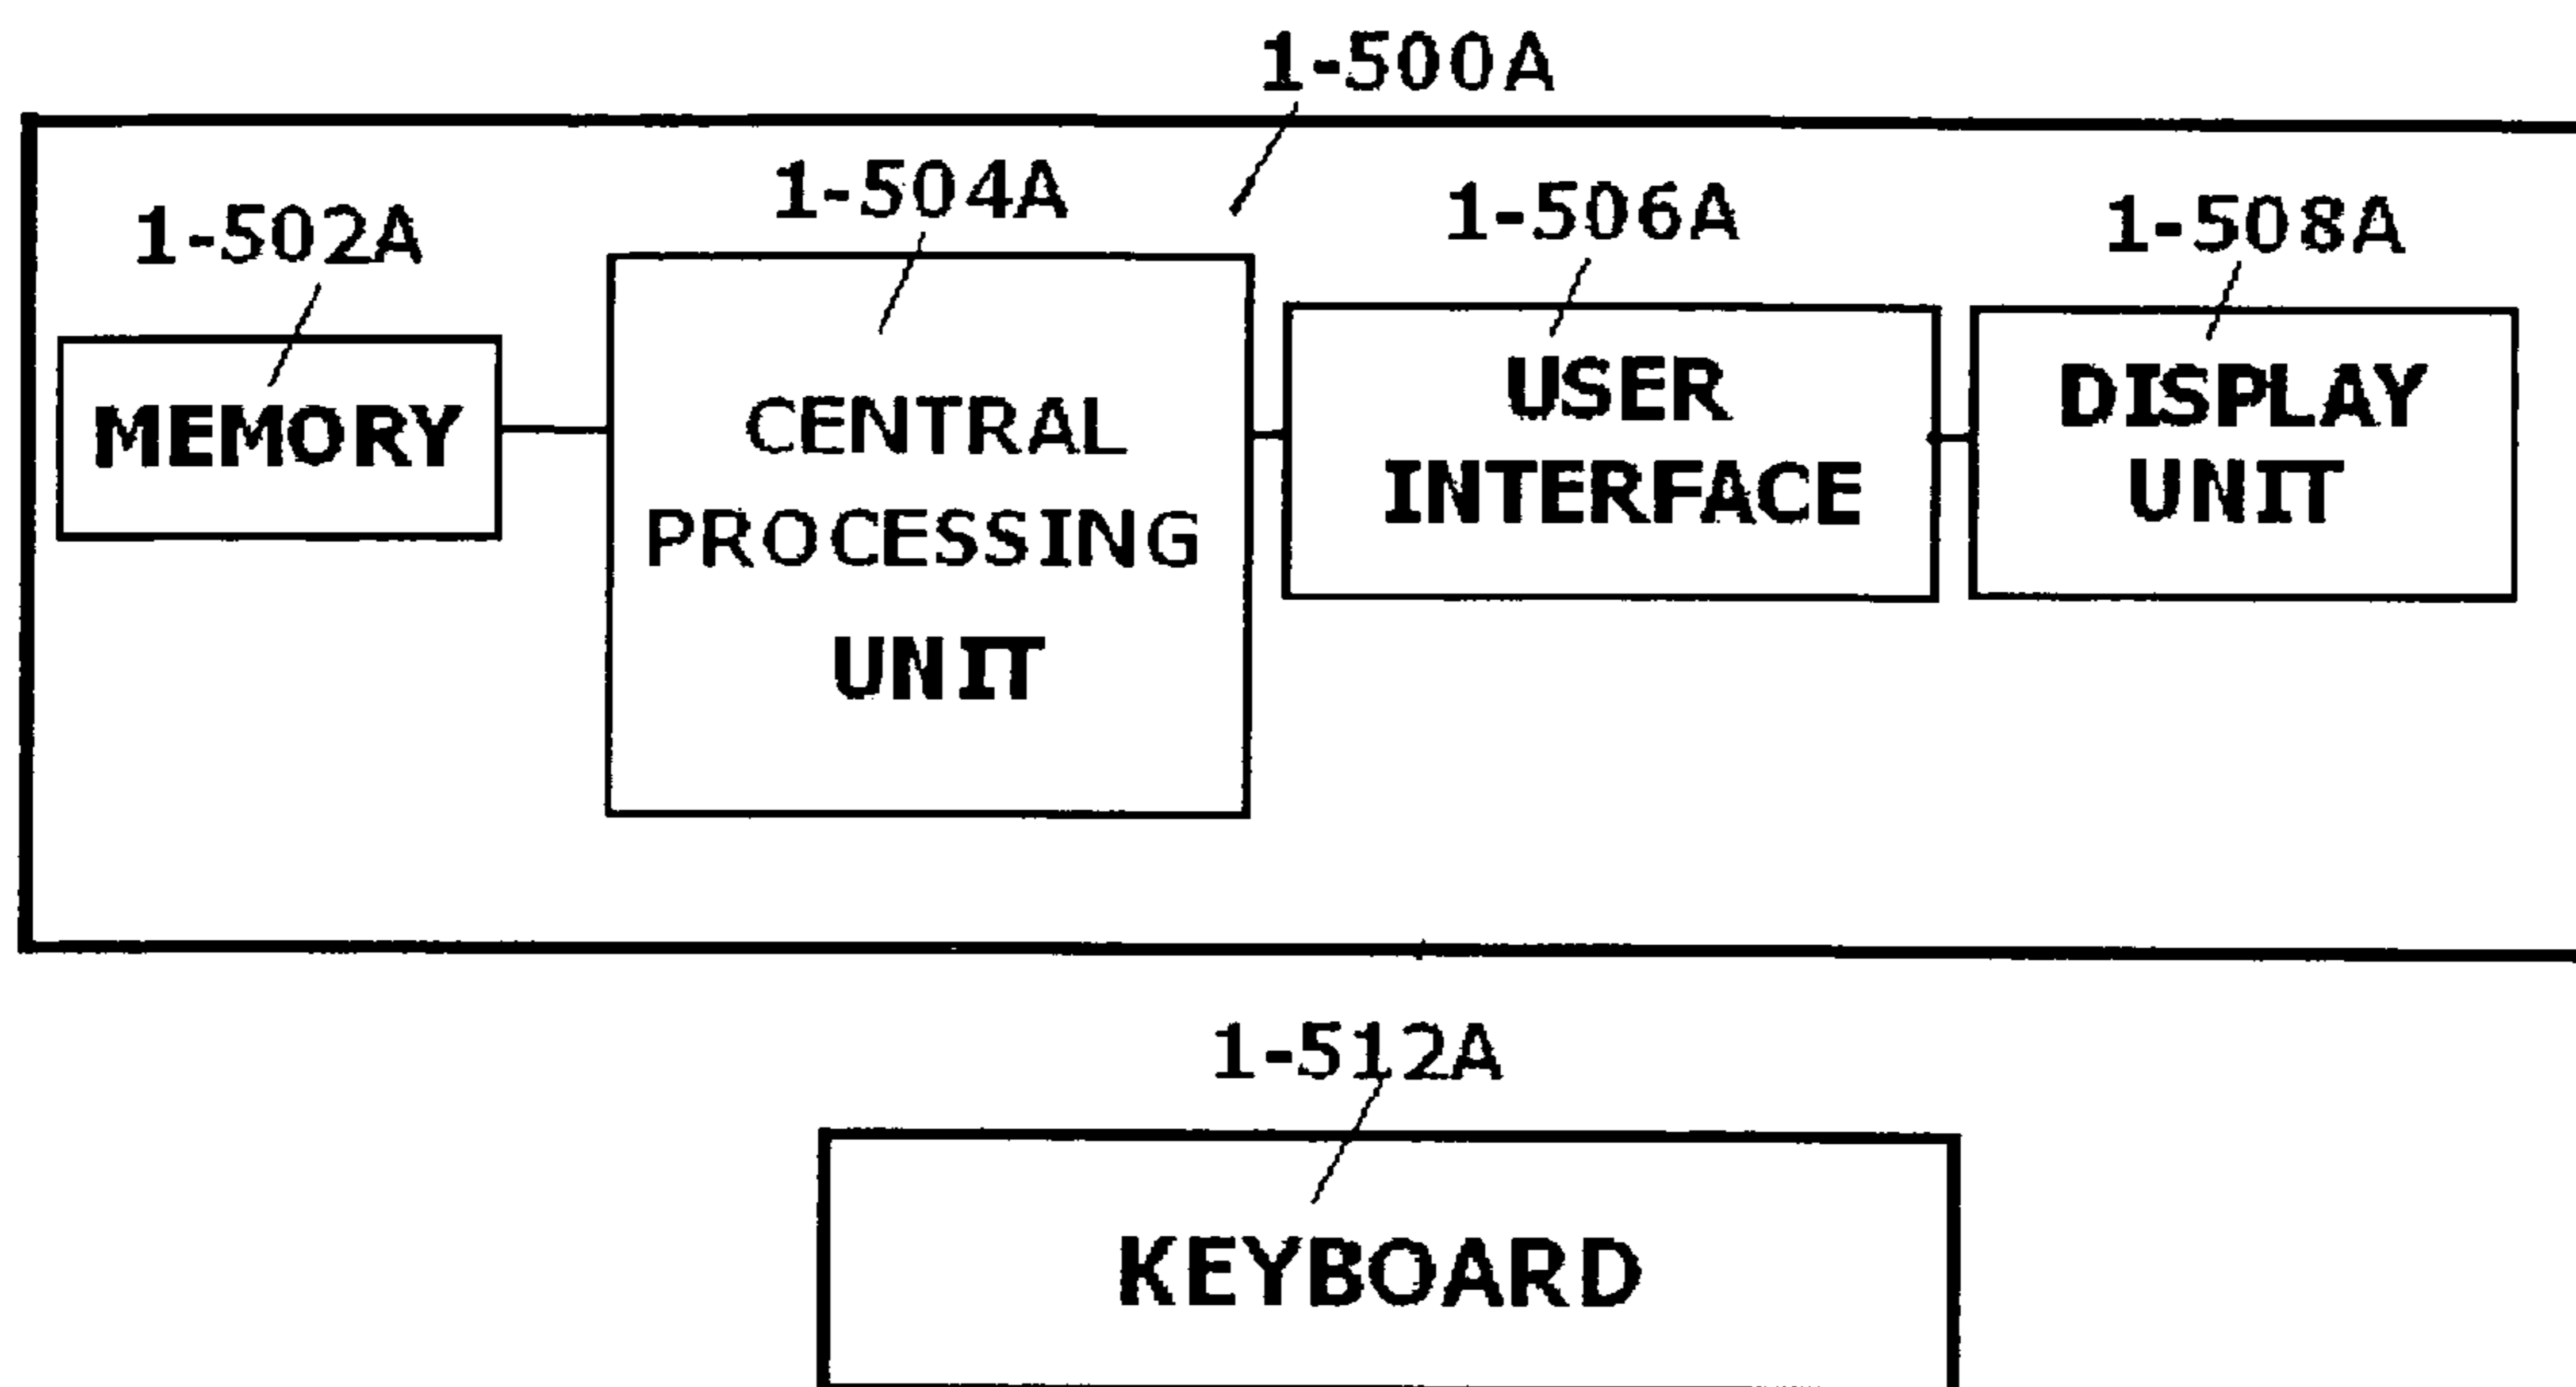 1-500A
1-502A
1-504A
1-506A
1-508A
MEMORY
CENTRAL
PROCESSING
UNIT
USER
INTERFACE
DISPLAY
UNIT
1-512A
KEYBOARD